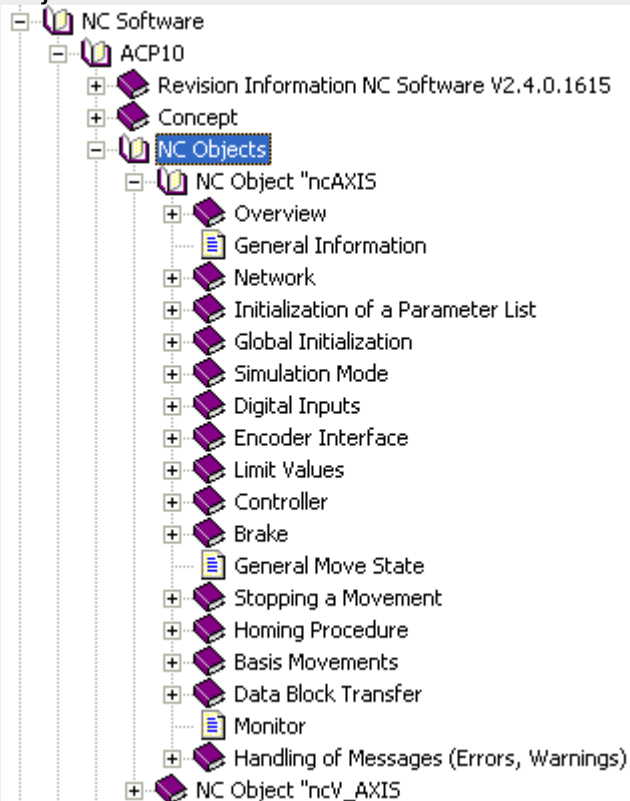 NC Software
ACP10
Revision Information NC Software V2.4.0.1615
Concept
NC Objects
NC Object "ncAXIS
Overview
General Information
Network
Initialization of a Parameter List
Global Initialization
Simulation Mode
Digital Inputs
Encoder Interface
Limit Values
Controller
Brake
General Move State
Stopping a Movement
Homing Procedure
Basis Movements
Data Block Transfer
Monitor
Handling of Messages (Errors, Warnings)
NC Object "ncV_AXIS